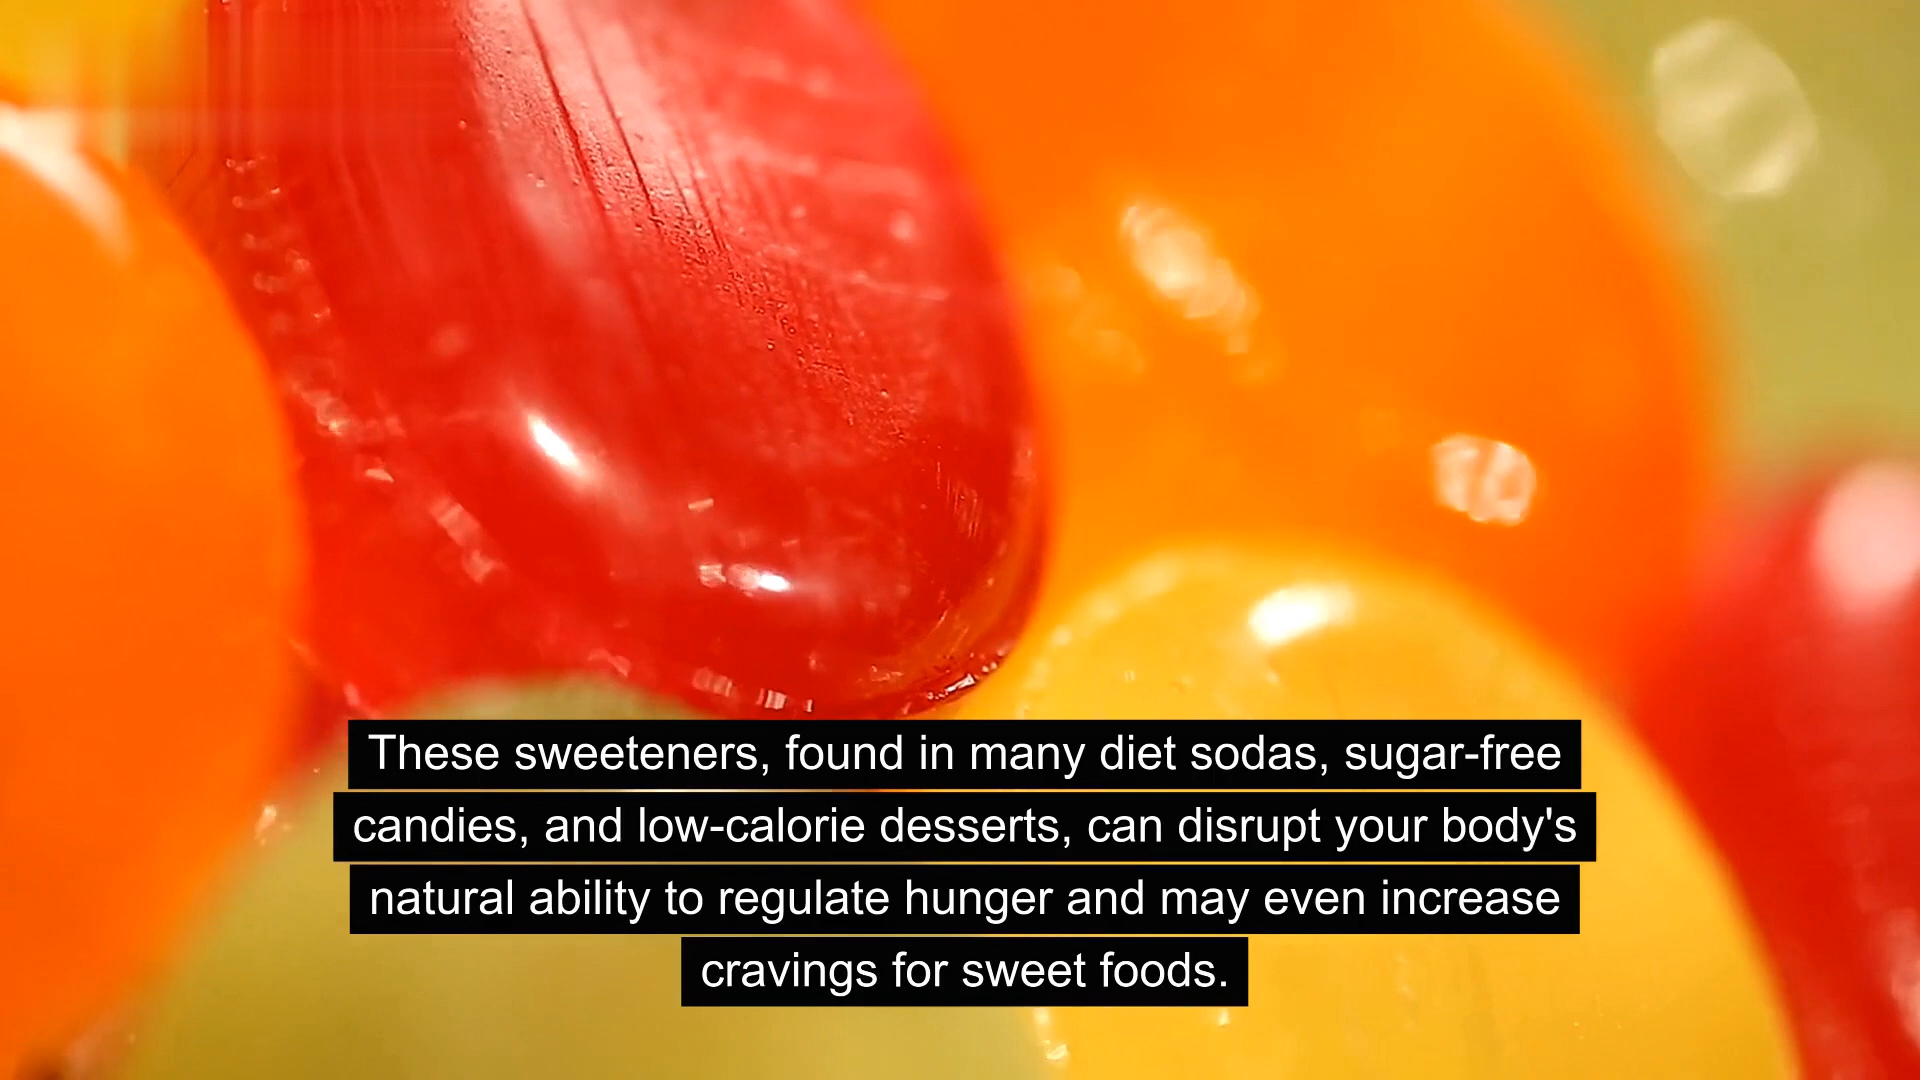 These sweeteners, found in many diet sodas, sugar-free
candies, and low-calorie desserts, can disrupt your body's
natural ability to regulate hunger and may even increase
cravings for sweet foods.